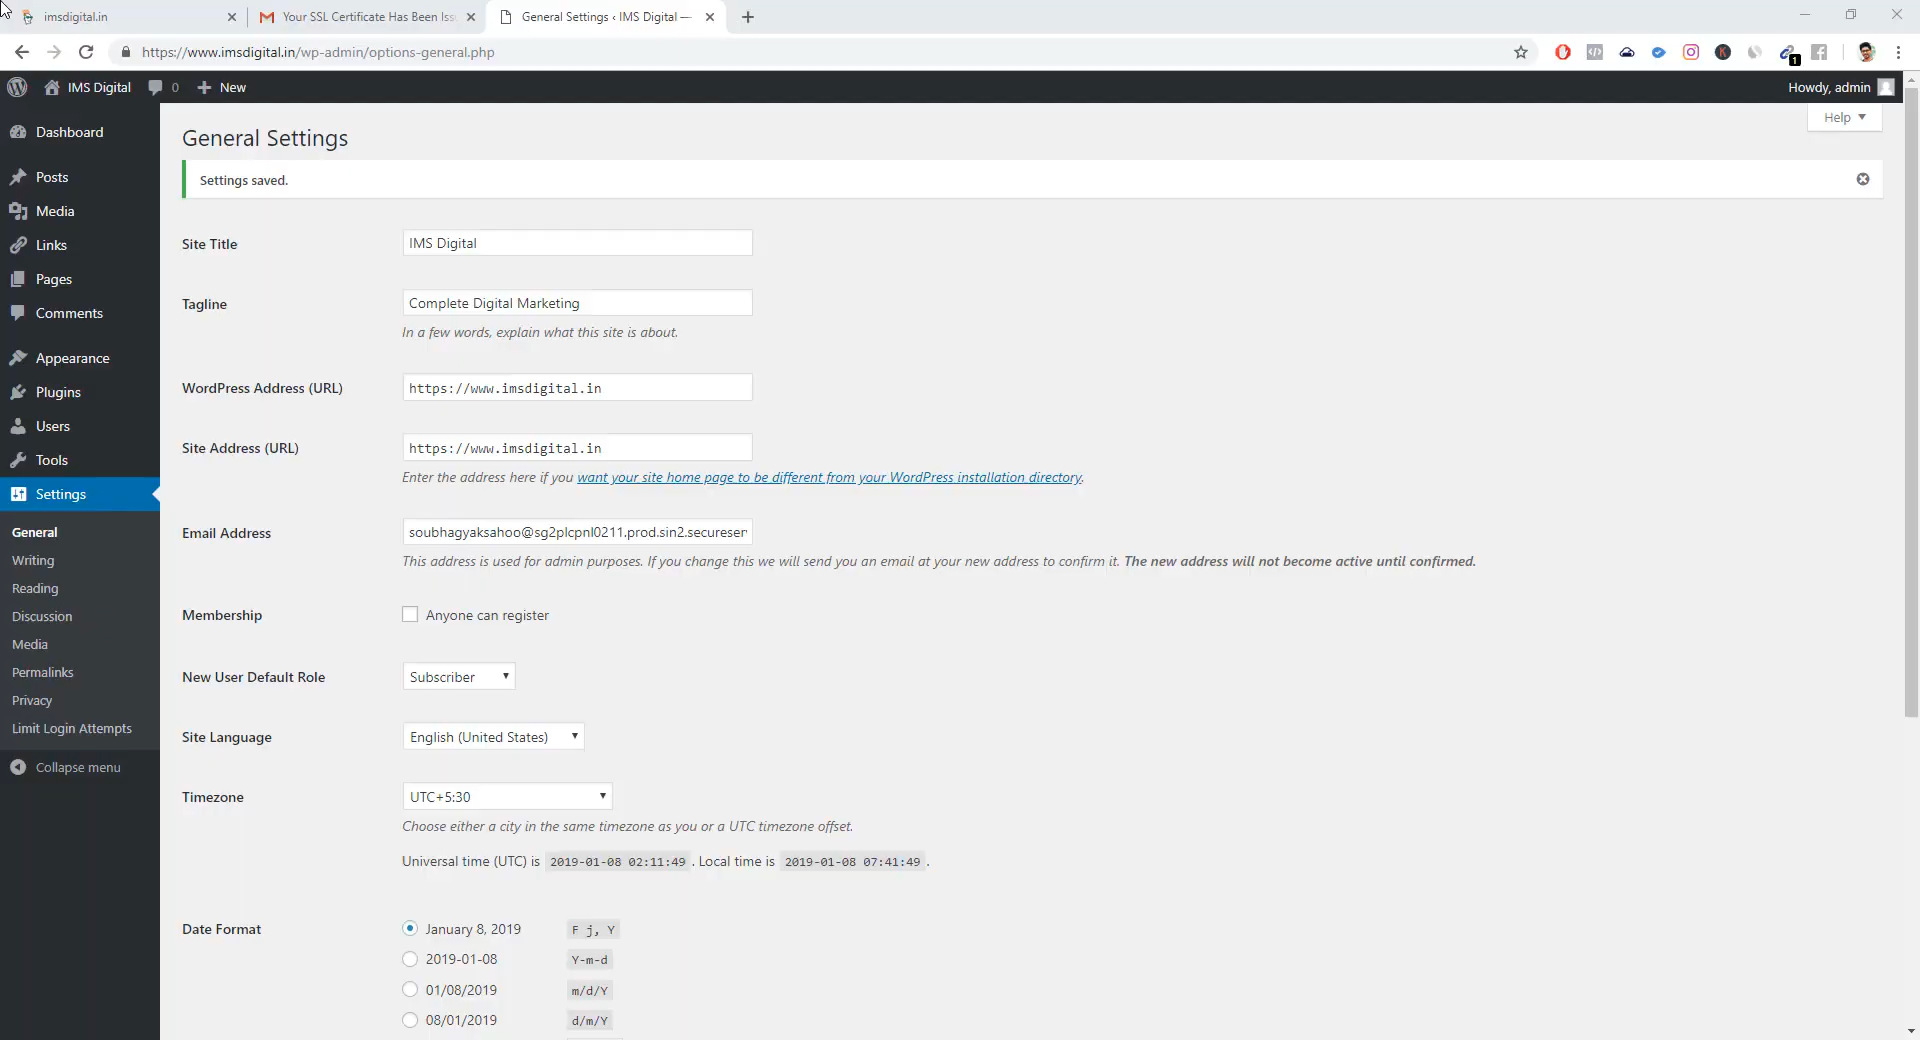 imsdigital.in
Your SSL Certificate Has Been Iss
General Settings ‹ IMS Digital —
https://www.imsdigital.in/wp-admin/options-general.php
1
IMS Digital
0
New
Howdy, admin
Help
Dashboard
Posts
Media
Links
Pages
Comments
Appearance
Plugins
Users
Tools
Settings
General
Writing
Reading
Discussion
Media
Permalinks
Privacy
Limit Login Attempts
Collapse menu
General Settings
Settings saved.
Site Title
IMS Digital
Tagline
Complete Digital Marketing
In a few words, explain what this site is about.
WordPress Address (URL)
https://www.imsdigital.in
Site Address (URL)
https://www.imsdigital.in
Enter the address here if you want your site home page to be different from your WordPress installation directory.
Email Address
soubhagyaksahoo@sg2plcpnl0211.prod.sin2.secureser
This address is used for admin purposes. If you change this we will send you an email at your new address to confirm it. The new address will not become active until confirmed.
Membership
Anyone can register
New User Default Role
Subscriber
Site Language
English (United States)
Timezone
UTC+5:30
Choose either a city in the same timezone as you or a UTC timezone offset.
Universal time (UTC) is 2019-01-08 02:11:49 . Local time is 2019-01-08 07:41:49 .
Date Format
January 8, 2019 F j, Y
2019-01-08 Y-m-d
01/08/2019 m/d/Y
08/01/2019 d/m/Y